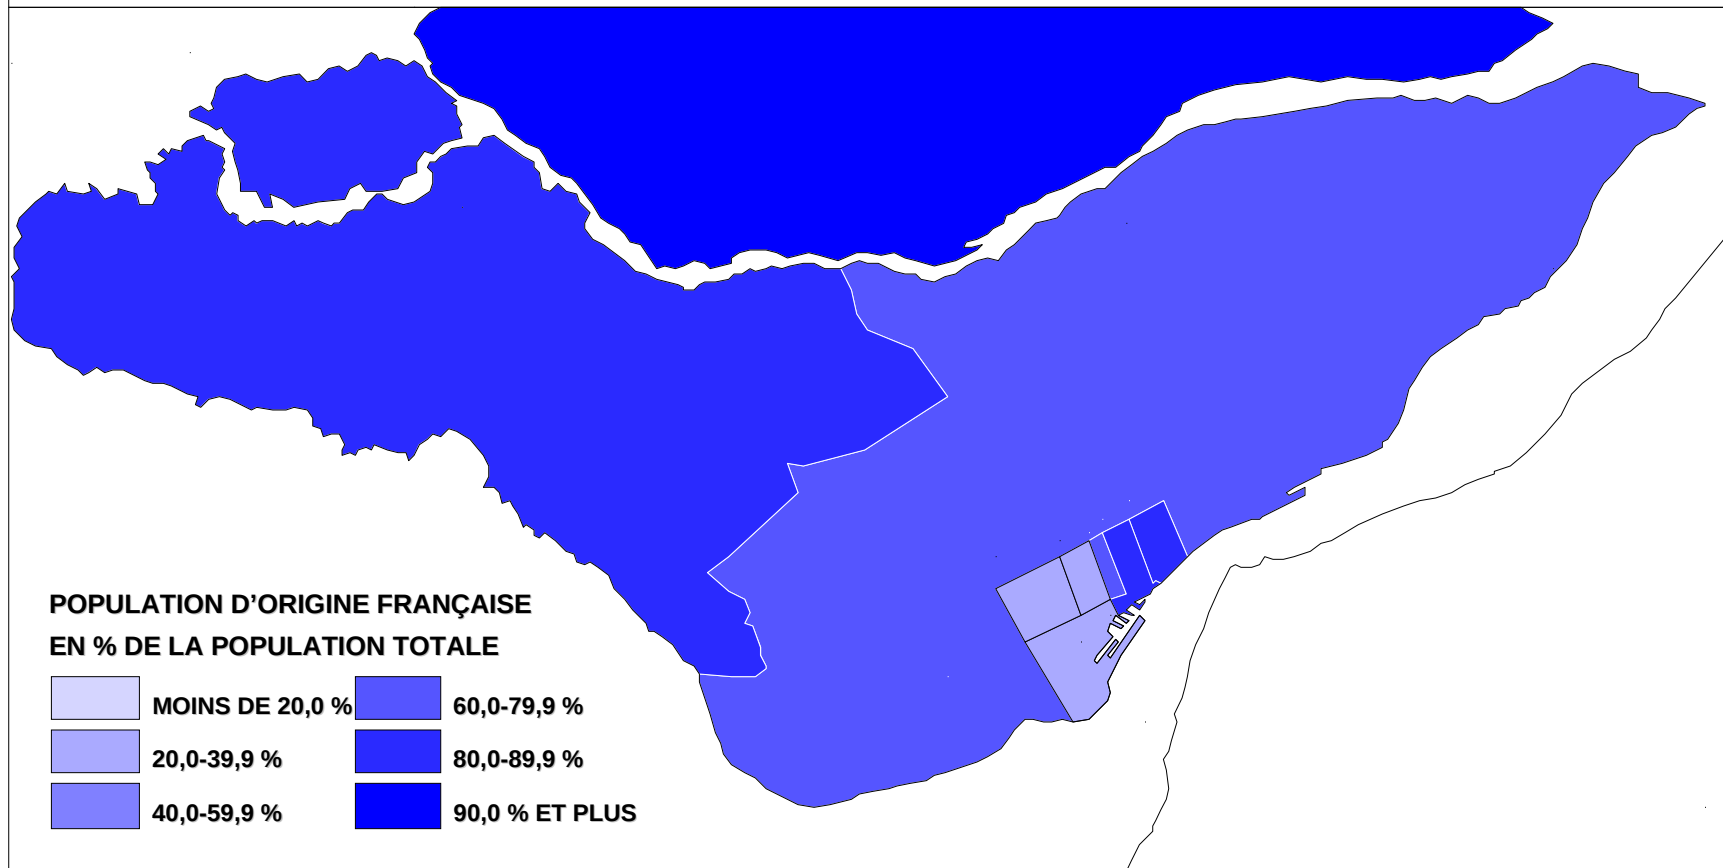 POPULATION D’ORIGINE FRANÇAISE
EN % DE LA POPULATION TOTALE
MOINS DE 20,0 %
20,0-39,9 %
40,0-59,9 %
60,0-79,9 %
80,0-89,9 %
90,0 % ET PLUS